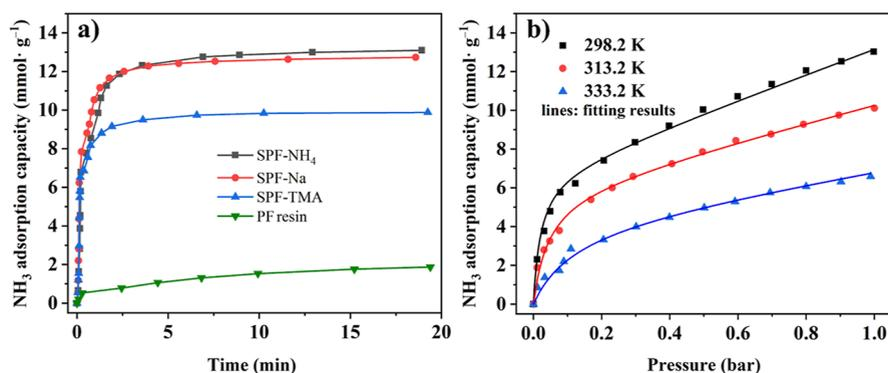 a)
NH₃ adsorption capacity (mmol· g⁻¹)
14
12
10
8
6
4
2
0
SPF-NH₄
SPF-Na
SPF-TMA
PF resin
0 5 10 15 20
Time (min)
b)
NH₃ adsorption capacity (mmol· g⁻¹)
14
12
10
8
6
4
2
0
298.2 K
313.2 K
333.2 K
lines: fitting results
0.0 0.2 0.4 0.6 0.8 1.0
Pressure (bar)